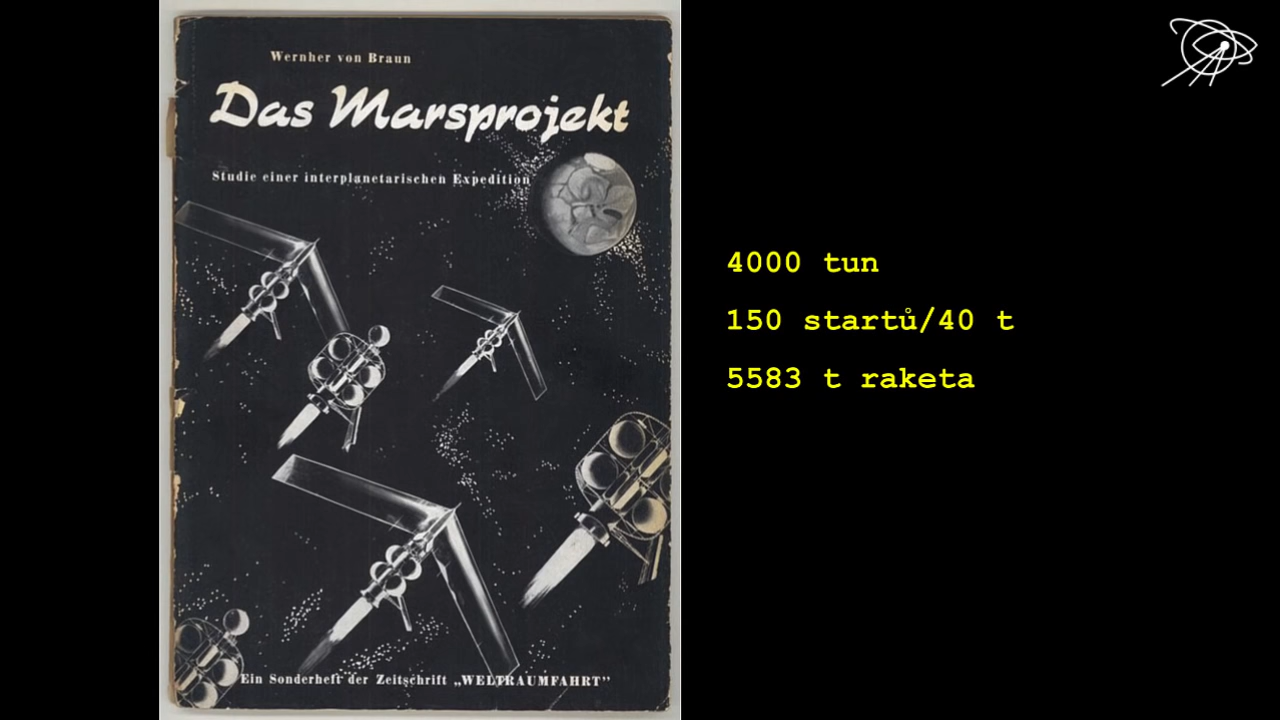 Wernher von Braun
Das Marsprojekt
Studie einer interplanetarischen Expedition
Ein Sonderheft der Zeitschrift „WELTRAUMFAHRT”
4000 tun
150 startů/40 t
5583 t raketa